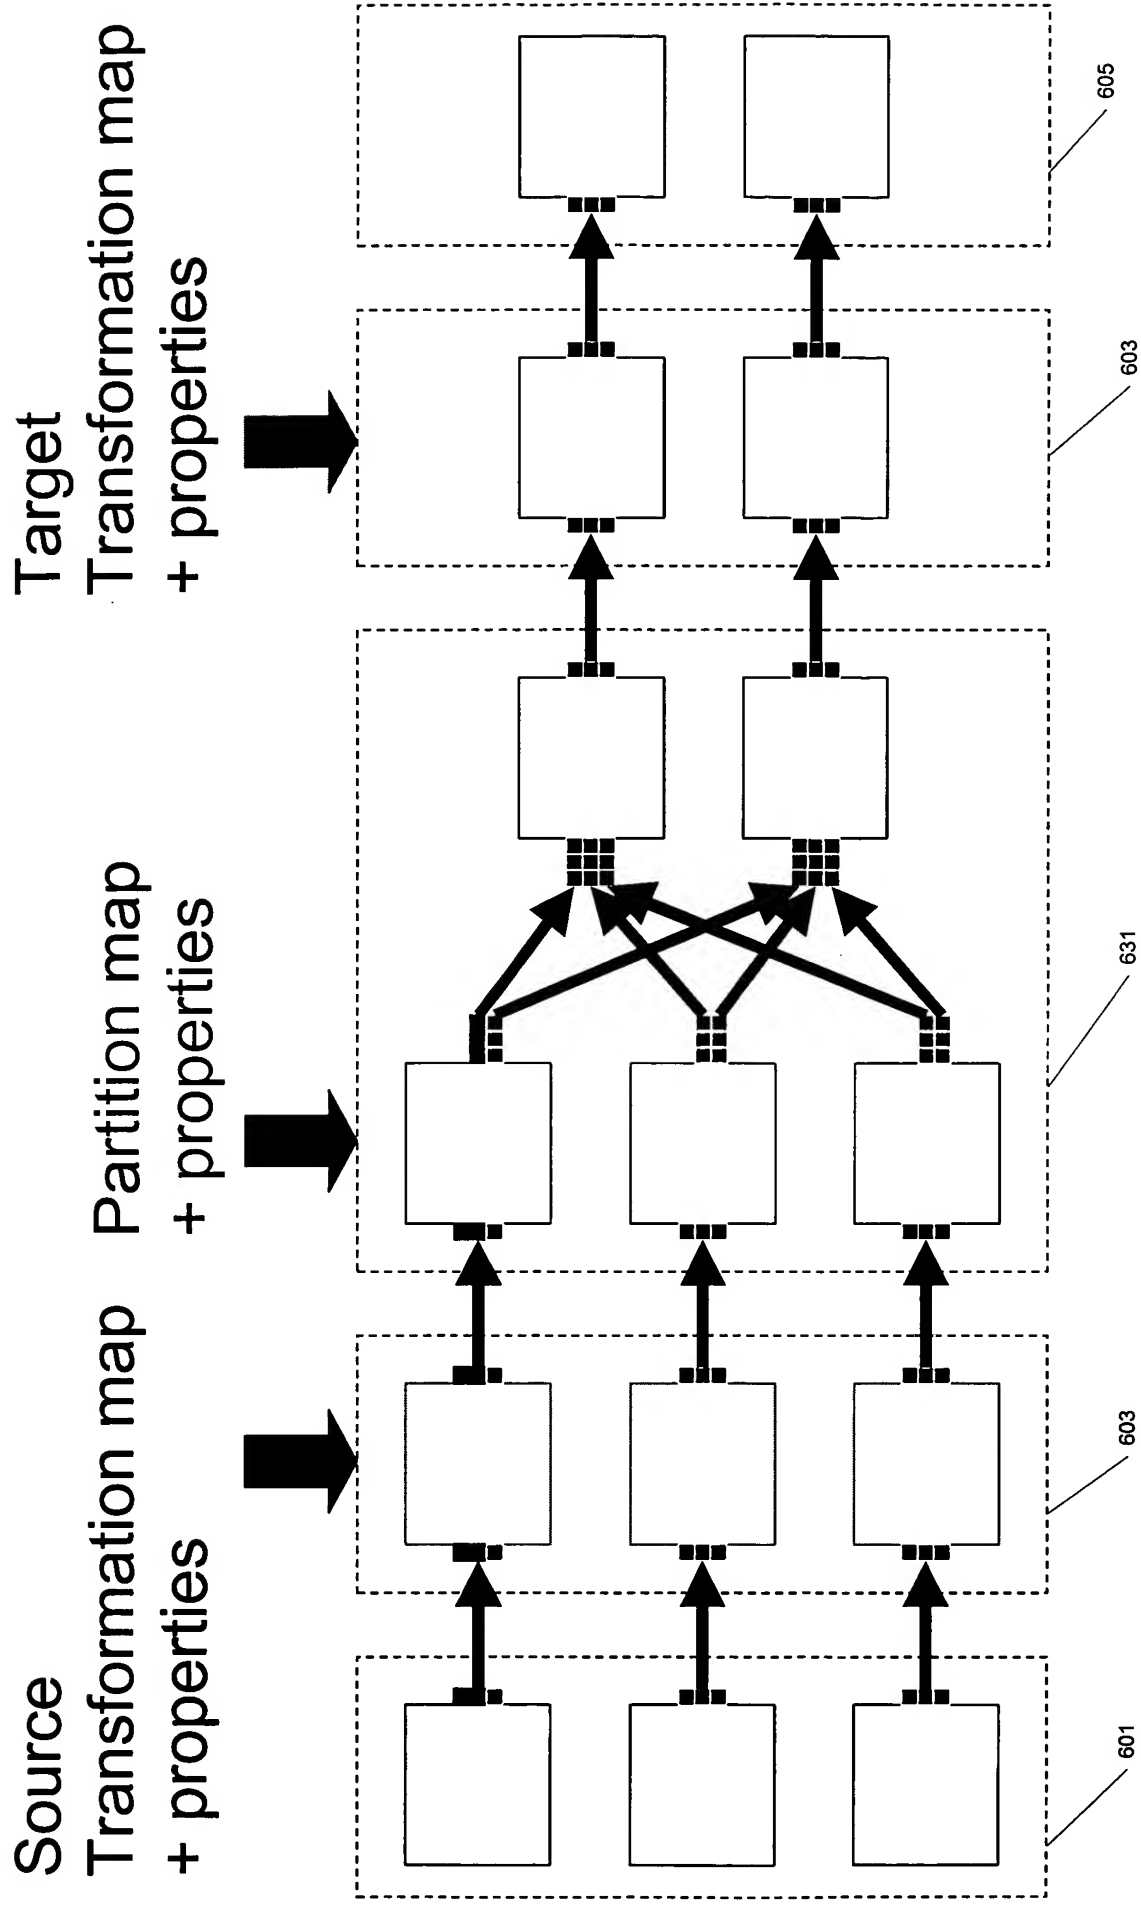 Source
Transformation map
+ properties
Partition map
+ properties
Target
Transformation map
+ properties
601
603
631
603
605